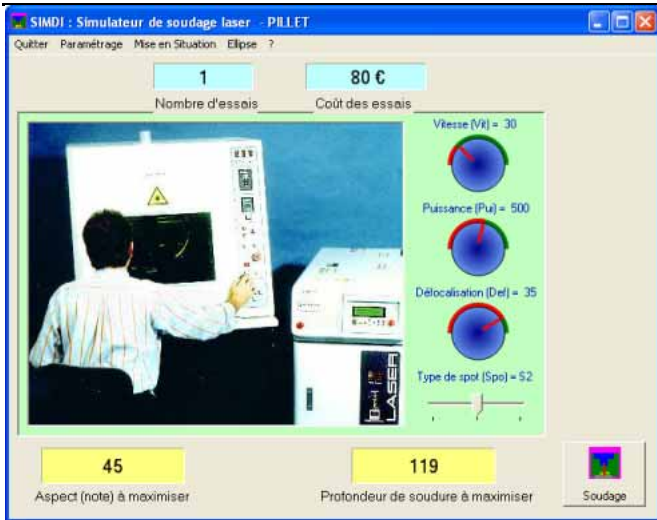 SIMDI : Simulateur de soudage laser - PILLET
Quitter Paramétrage Mise en Situation Ellipse ?
1 80 €
Nombre d'essais Coût des essais
Vitesse (Vit) = 30
Puissance (Pui) = 500
Défocalisation (Def) = 35
Type de spot (Spo) = S2
LASER
45 119
Aspect (note) à maximiser Profondeur de soudure à maximiser Soudage